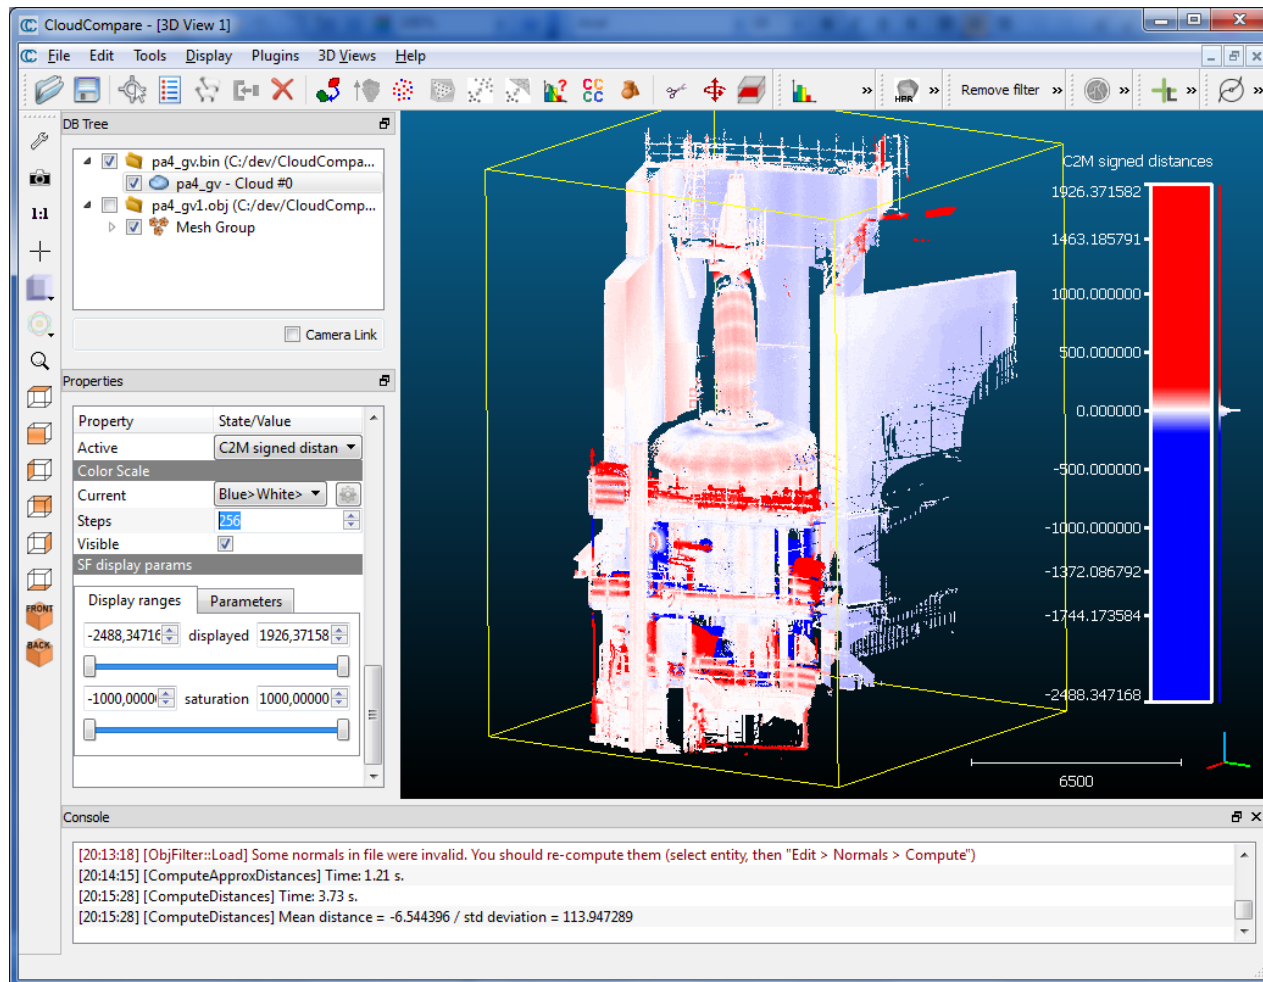 CloudCompare - [3D View 1]
File Edit Tools Display Plugins 3D Views Help
CC
CC
HPR
Remove filter
DB Tree
pa4_gv.bin (C:/dev/CloudCompa...
pa4_gv - Cloud #0
pa4_gv1.obj (C:/dev/CloudComp...
Mesh Group
Camera Link
1:1
FRONT
BACK
Properties
Property State/Value
Active C2M signed distan
Color Scale
Current Blue>White>
Steps 256
Visible
SF display params
Display ranges Parameters
-2488,34716 displayed 1926,37158
-1000,0000 saturation 1000,00000
C2M signed distances
1926.371582
1463.185791
1000.000000
500.000000
0.000000
-500.000000
-1000.000000
-1372.086792
-1744.173584
-2488.347168
6500
Console
[20:13:18] [ObjFilter::Load] Some normals in file were invalid. You should re-compute them (select entity, then "Edit > Normals > Compute")
[20:14:15] [ComputeApproxDistances] Time: 1.21 s.
[20:15:28] [ComputeDistances] Time: 3.73 s.
[20:15:28] [ComputeDistances] Mean distance = -6.544396 / std deviation = 113.947289